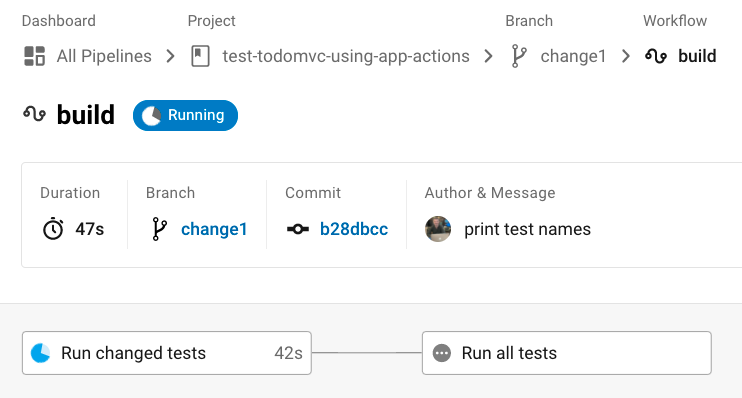 Dashboard Project Branch Workflow
All Pipelines test-todomvc-using-app-actions change1 build
build Running
Duration Branch Commit Author & Message
47s change1 b28dbcc print test names
Run changed tests 42s Run all tests